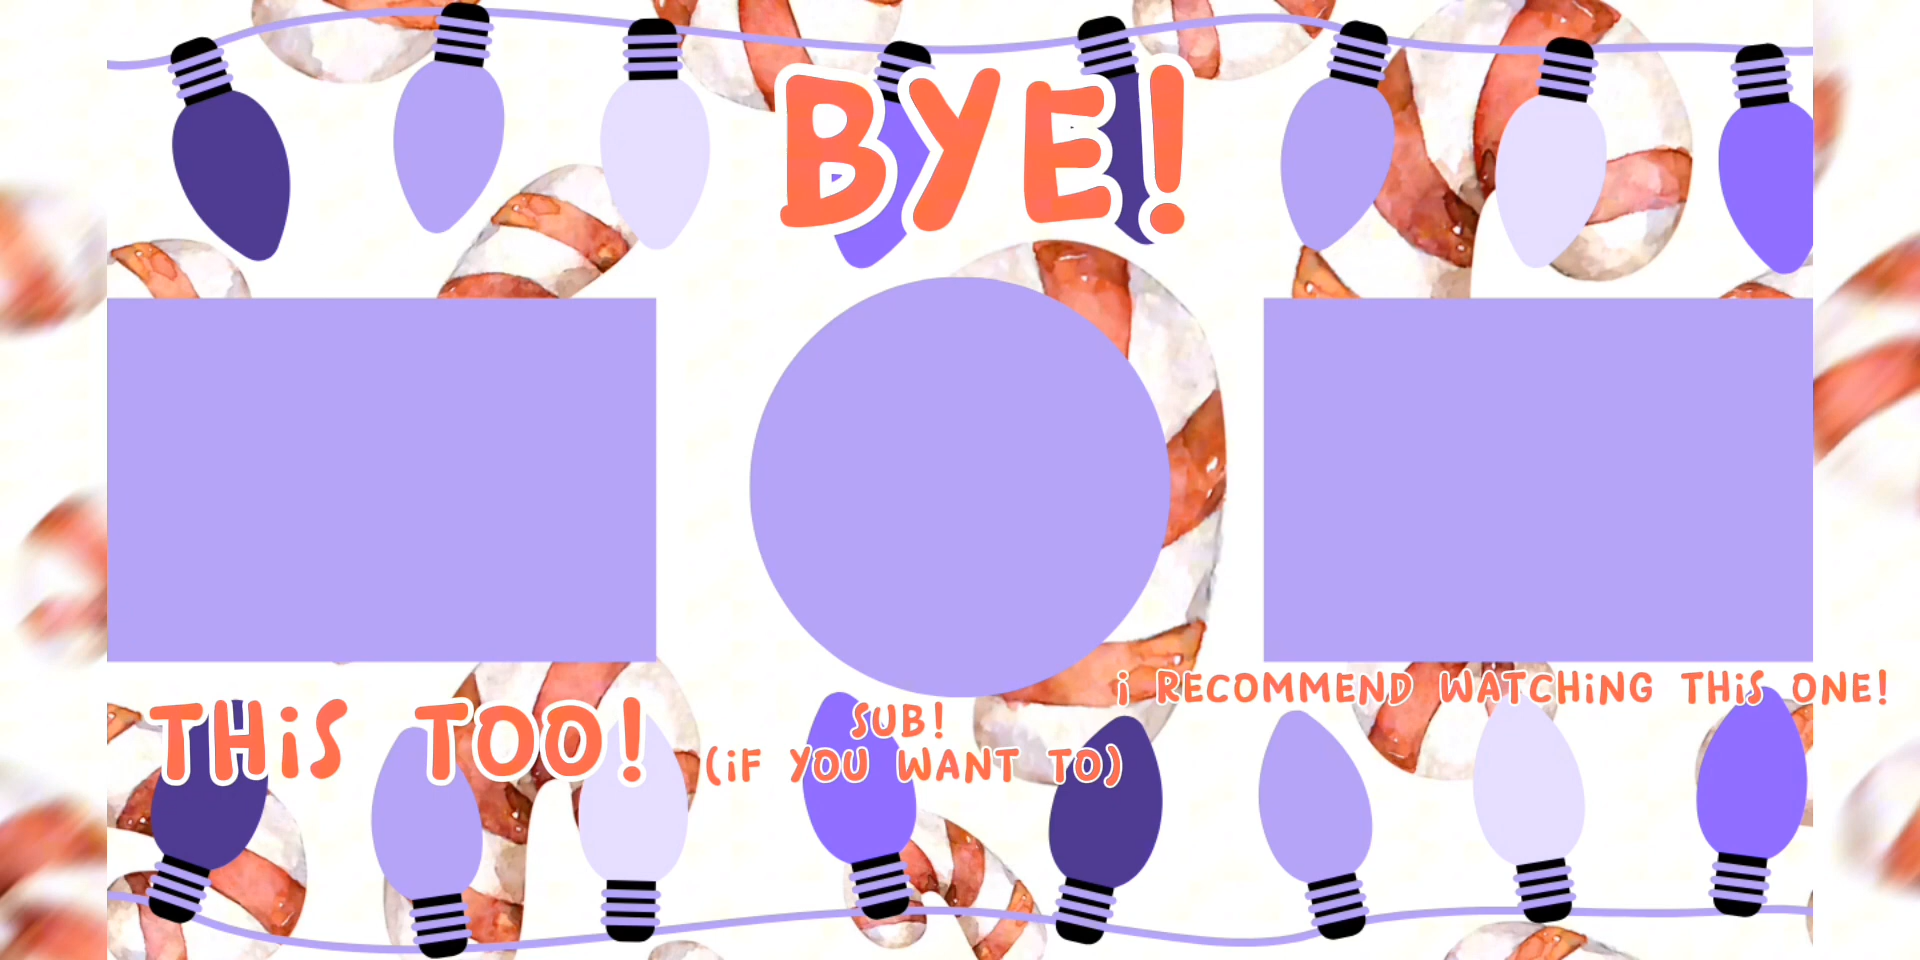 BYE!
i RECOMMEND WATCHiNG THiS ONE!
THiS TOO!
SUB!
(iF YOU WANT TO)